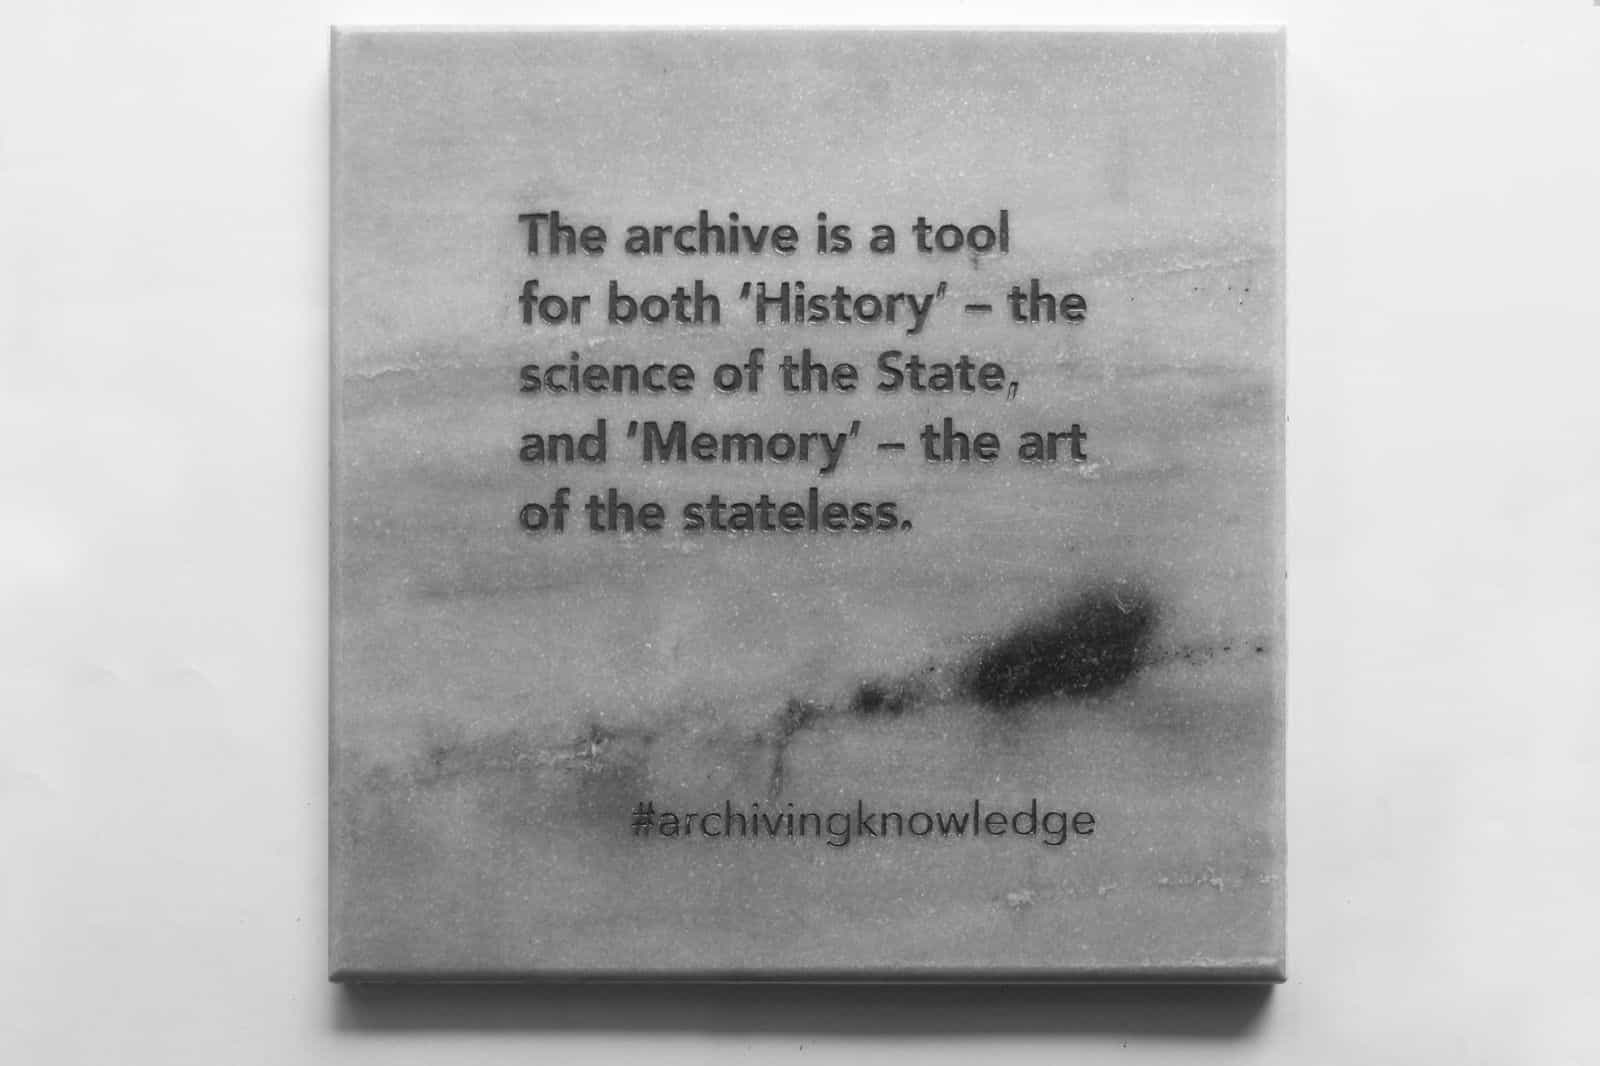 The archive is a tool
for both ‘History’ – the
science of the State,
and ‘Memory’ – the art
of the stateless.
#archivingknowledge